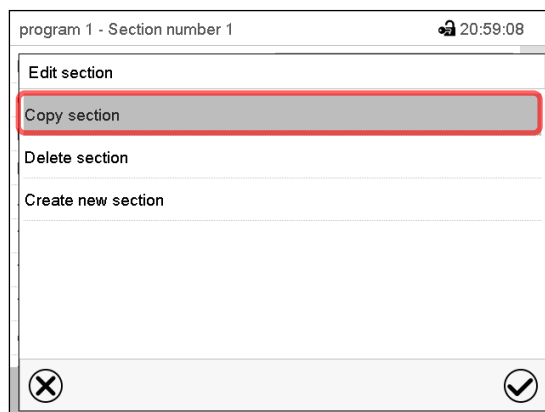 program 1 - Section number 1 20:59:08
Edit section
Copy section
Delete section
Create new section